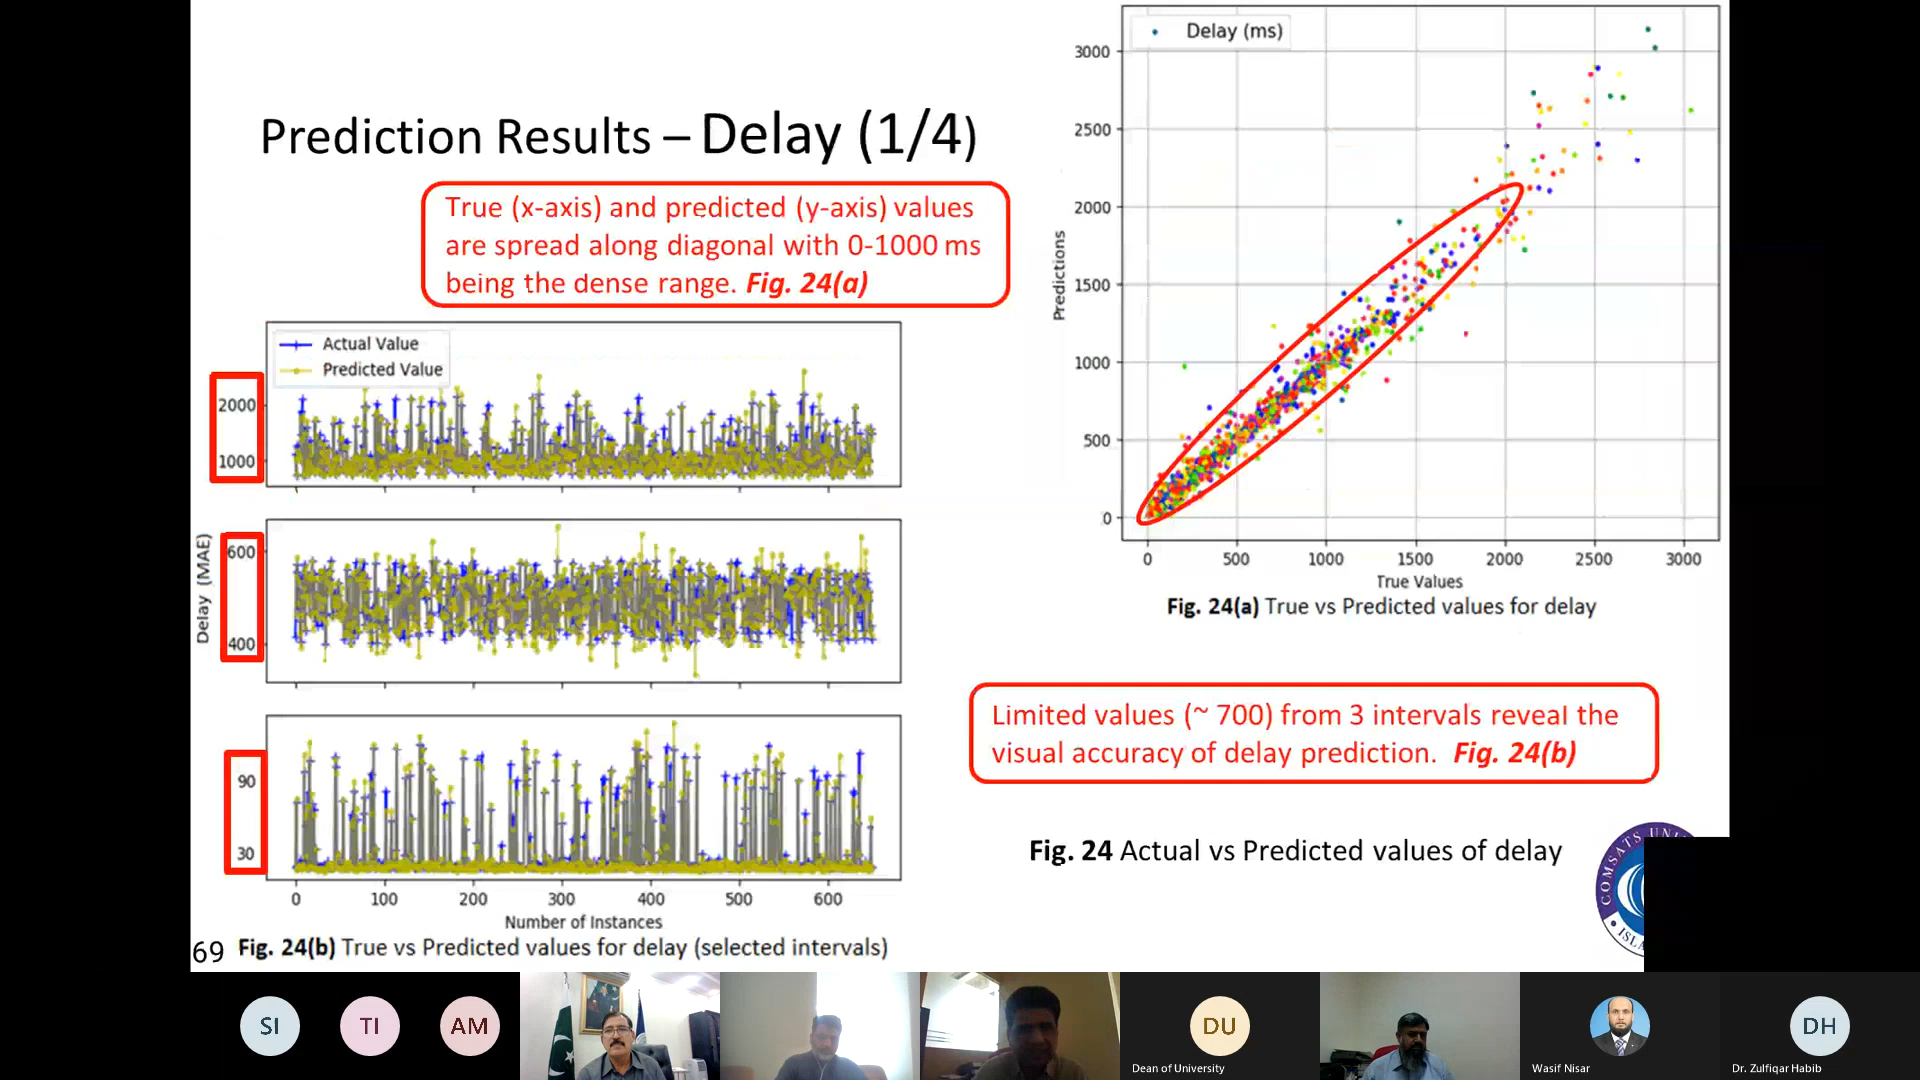 Prediction Results – Delay (1/4)
True (x-axis) and predicted (y-axis) values
are spread along diagonal with 0-1000 ms
being the dense range. Fig. 24(a)
Actual Value
Predicted Value
2000
1000
600
400
90
30
Delay (MAE)
0 100 200 300 400 500 600
Number of Instances
69 Fig. 24(b) True vs Predicted values for delay (selected intervals)
Delay (ms)
3000
2500
2000
1500
1000
500
0
Predictions
0 500 1000 1500 2000 2500 3000
True Values
Fig. 24(a) True vs Predicted values for delay
Limited values (~ 700) from 3 intervals reveal the
visual accuracy of delay prediction. Fig. 24(b)
Fig. 24 Actual vs Predicted values of delay
COMSATS UNI
ISL
SI
TI
AM
DU
Dean of University
Wasif Nisar
DH
Dr. Zulfiqar Habib